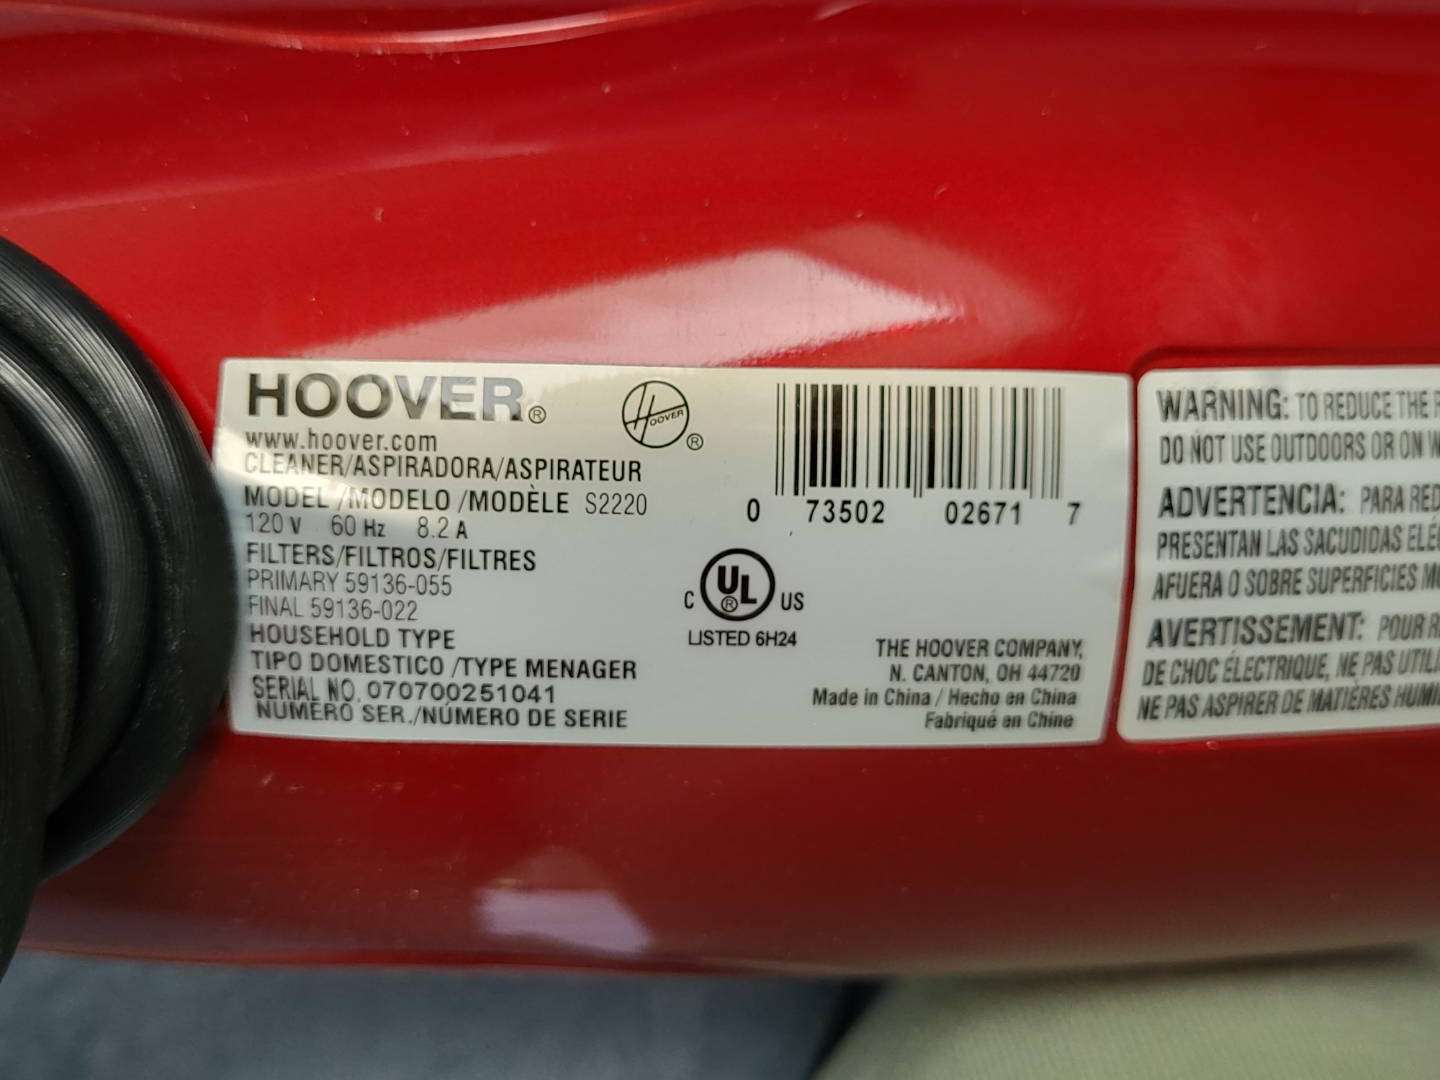 HOOVER®
www.hoover.com
CLEANER/ASPIRADORA/ASPIRATEUR
MODEL /MODELO /MODÈLE S2220
120 V 60 Hz 8.2 A
FILTERS/FILTROS/FILTRES
PRIMARY 59136-055
FINAL 59136-022
HOUSEHOLD TYPE
TIPO DOMESTICO /TYPE MENAGER
SERIAL NO. 070700251041
NUMERO SER./NÚMERO DE SERIE
HOOVER ®
0 73502 02671 7
C UL ® US
LISTED 6H24
THE HOOVER COMPANY,
N. CANTON, OH 44720
Made in China / Hecho en China
Fabriqué en Chine
WARNING: TO REDUCE THE
DO NOT USE OUTDOORS OR ON
ADVERTENCIA: PARA
PRESENTAN LAS SACUDIDAS
AFUERA O SOBRE SUPERFICIES
AVERTISSEMENT: POUR
DE CHOC ÉLECTRIQUE, NE PAS
NE PAS ASPIRER DE MATIÈRES